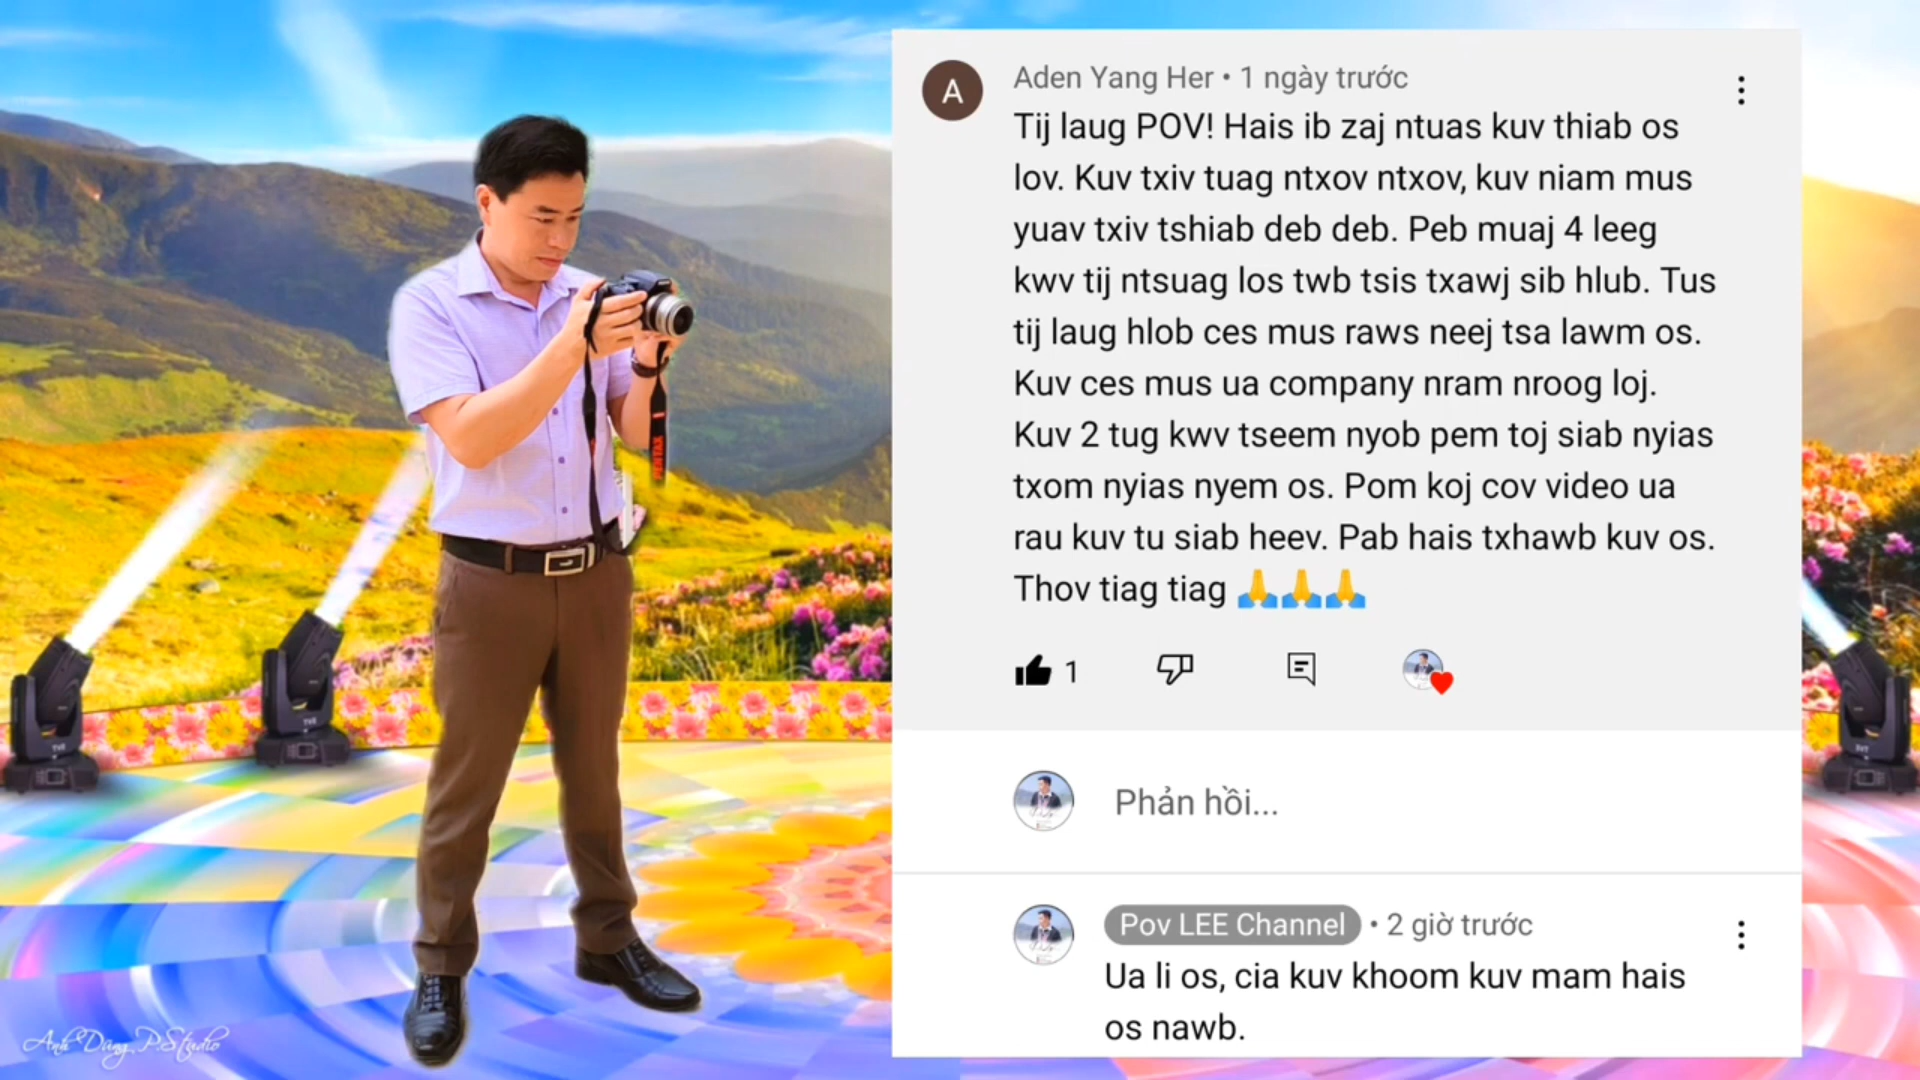 A
Aden Yang Her • 1 ngày trước
Tij laug POV! Hais ib zaj ntuas kuv thiab os
lov. Kuv txiv tuag ntxov ntxov, kuv niam mus
yuav txiv tshiab deb deb. Peb muaj 4 leeg
kwv tij ntsuag los twb tsis txawj sib hlub. Tus
tij laug hlob ces mus raws neej tsa lawm os.
Kuv ces mus ua company nram nroog loj.
Kuv 2 tug kwv tseem nyob pem toj siab nyias
txom nyias nyem os. Pom koj cov video ua
rau kuv tu siab heev. Pab hais txhawb kuv os.
Thov tiag tiag 🙏🙏🙏
1
Phản hồi...
Pov LEE Channel • 2 giờ trước
Ua li os, cia kuv khoom kuv mam hais
os nawb.
PENTAX
Anh Dũng P.Studio